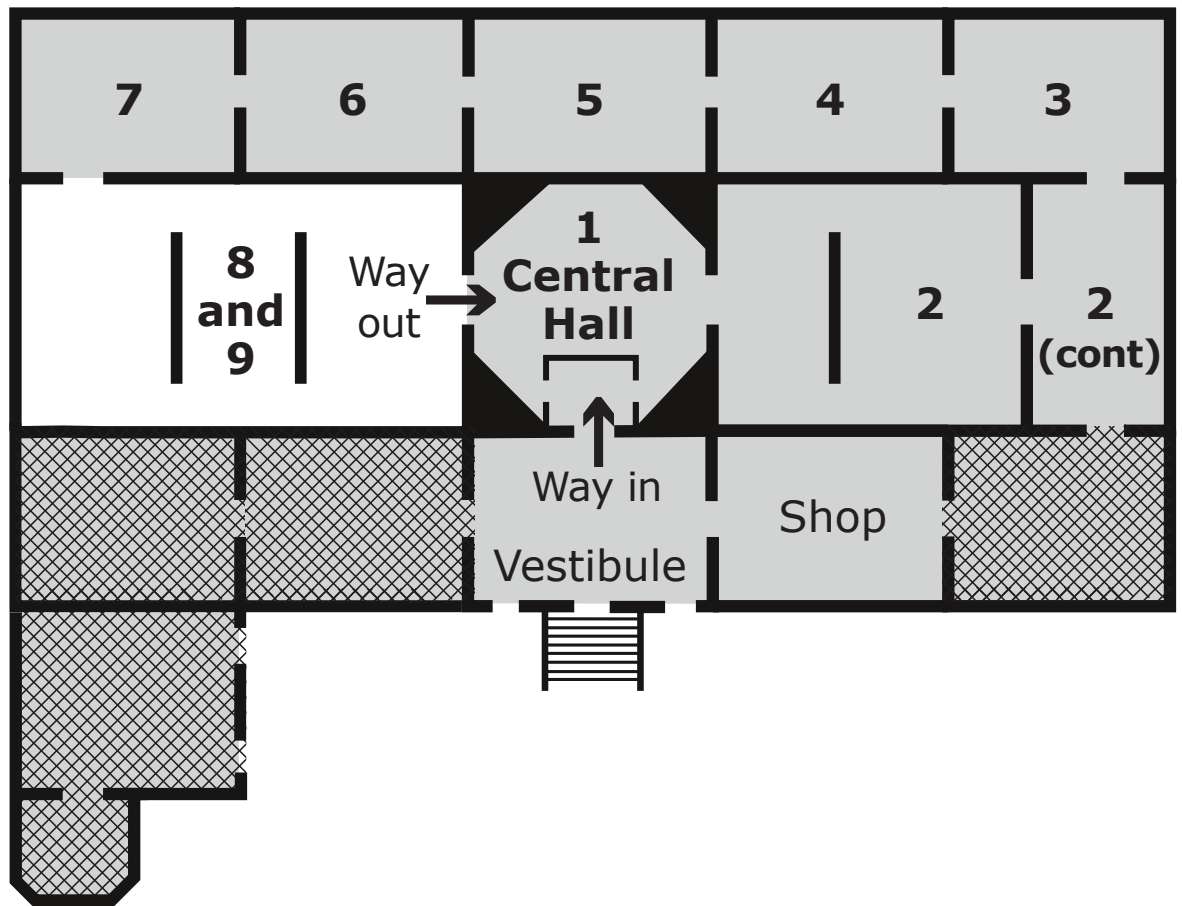 7
6
5
4
3
8
and
9
Way
out
1
Central
Hall
2
2
(cont)
Way in
Vestibule
Shop